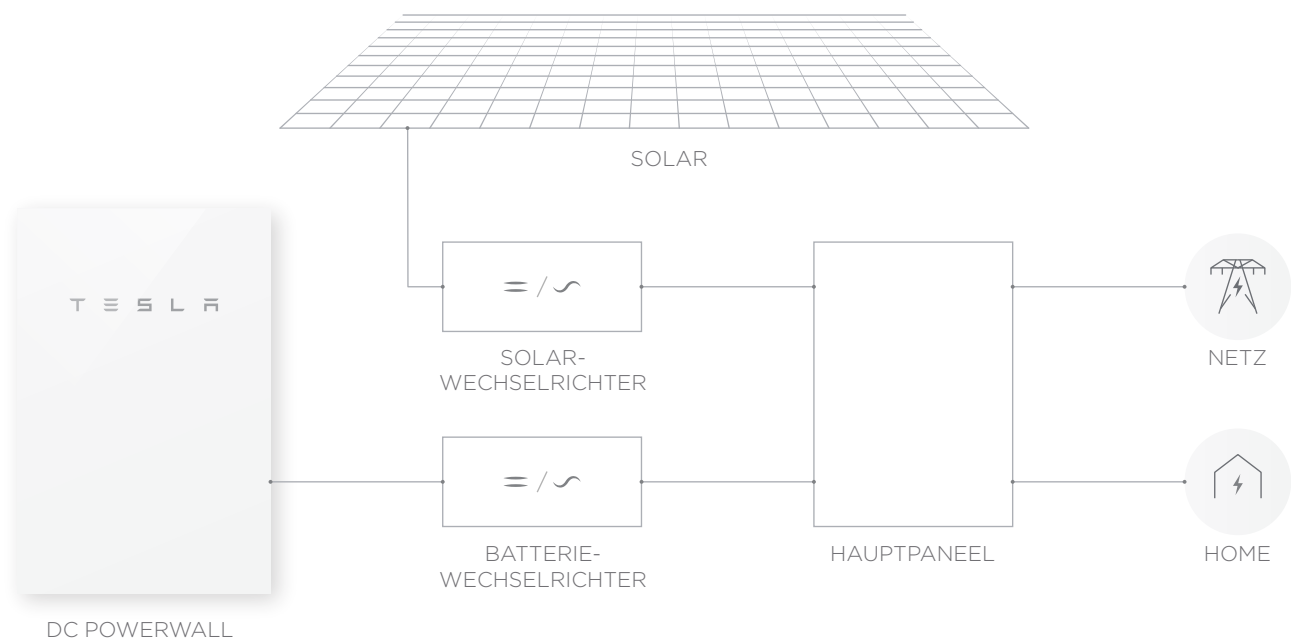 SOLAR
TESLA
SOLAR-
WECHSELRICHTER
NETZ
BATTERIE-
WECHSELRICHTER
HAUPTPANEEL
HOME
DC POWERWALL